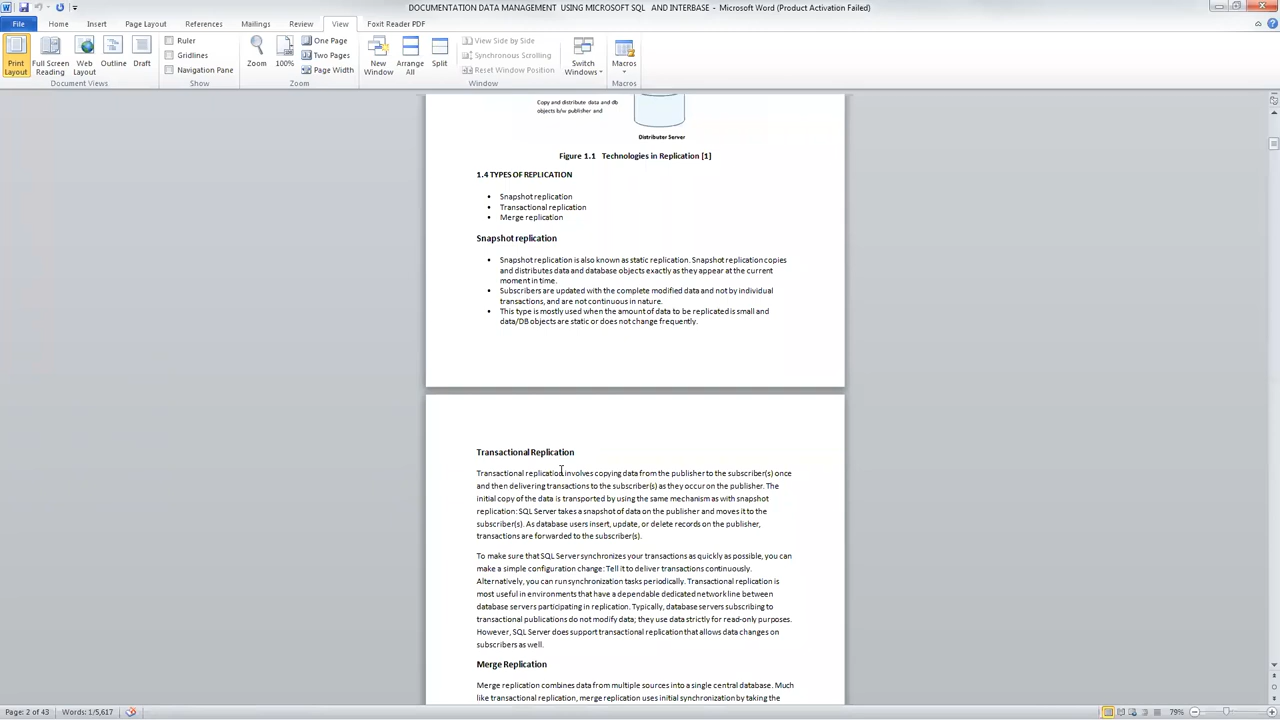 DOCUMENTATION DATA MANAGEMENT USING MICROSOFT SQL AND INTERBASE - Microsoft Word (Product Activation Failed)
File Home Insert Page Layout References Mailings Review View Foxit Reader PDF
Print Layout
Full Screen Reading
Web Layout
Outline
Draft
Document Views
Ruler
Gridlines
Navigation Pane
Show
Zoom
100%
One Page
Two Pages
Page Width
Zoom
New Window
Arrange All
Split
View Side by Side
Synchronous Scrolling
Reset Window Position
Window
Switch Windows
Macros
Macros
Copy and distribute data and db
objects b/w publisher and
Distributer Server
Figure 1.1 Technologies in Replication [1]
1.4 TYPES OF REPLICATION
• Snapshot replication
• Transactional replication
• Merge replication
Snapshot replication
• Snapshot replication is also known as static replication. Snapshot replication copies
and distributes data and database objects exactly as they appear at the current
moment in time.
• Subscribers are updated with the complete modified data and not by individual
transactions, and are not continuous in nature.
• This type is mostly used when the amount of data to be replicated is small and
data/DB objects are static or does not change frequently.
Transactional Replication
Transactional replication involves copying data from the publisher to the subscriber(s) once
and then delivering transactions to the subscriber(s) as they occur on the publisher. The
initial copy of the data is transported by using the same mechanism as with snapshot
replication: SQL Server takes a snapshot of data on the publisher and moves it to the
subscriber(s). As database users insert, update, or delete records on the publisher,
transactions are forwarded to the subscriber(s).
To make sure that SQL Server synchronizes your transactions as quickly as possible, you can
make a simple configuration change: Tell it to deliver transactions continuously.
Alternatively, you can run synchronization tasks periodically. Transactional replication is
most useful in environments that have a dependable dedicated network line between
database servers participating in replication. Typically, database servers subscribing to
transactional publications do not modify data; they use data strictly for read-only purposes.
However, SQL Server does support transactional replication that allows data changes on
subscribers as well.
Merge Replication
Merge replication combines data from multiple sources into a single central database. Much
like transactional replication, merge replication uses initial synchronization by taking the
Page: 2 of 43 Words: 1/5,617 79%